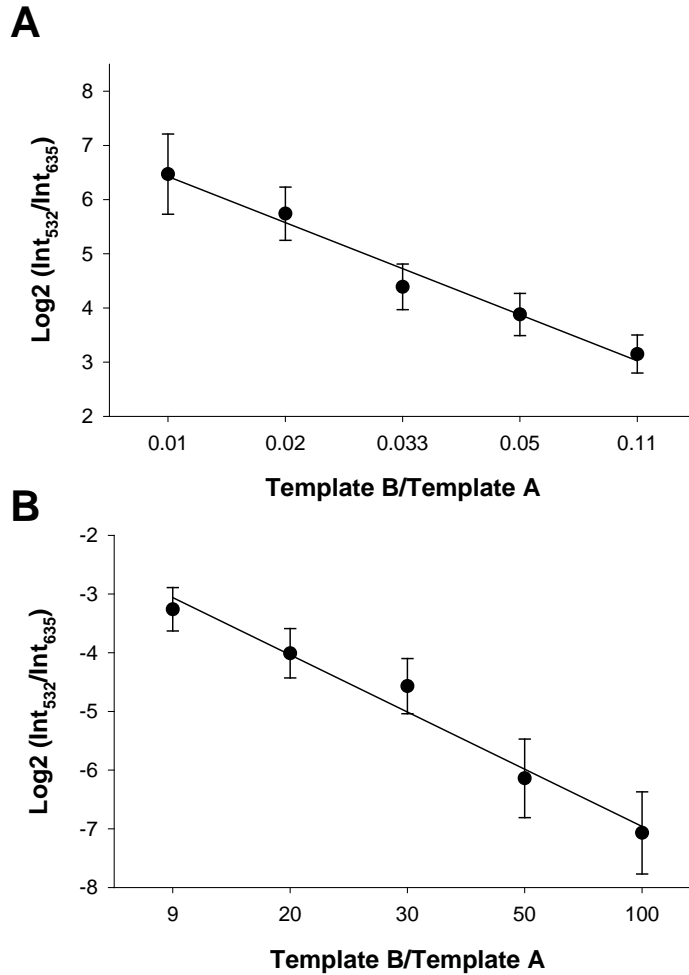 A
8
7
6
5
4
3
2
Log2 (Int532/Int635)
0.01 0.02 0.033 0.05 0.11
Template B/Template A
B
-2
-3
-4
-5
-6
-7
-8
Log2 (Int532/Int635)
9 20 30 50 100
Template B/Template A